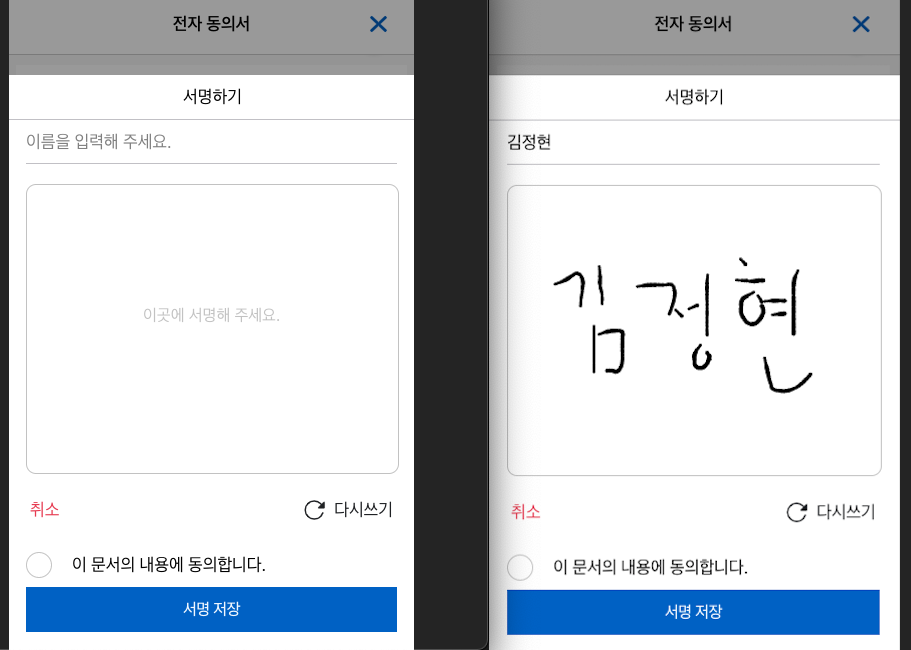 전자 동의서
서명하기
이름을 입력해 주세요.
이곳에 서명해 주세요.
취소
다시쓰기
이 문서의 내용에 동의합니다.
서명 저장
전자 동의서
서명하기
김정현
김정현
취소
다시쓰기
이 문서의 내용에 동의합니다.
서명 저장